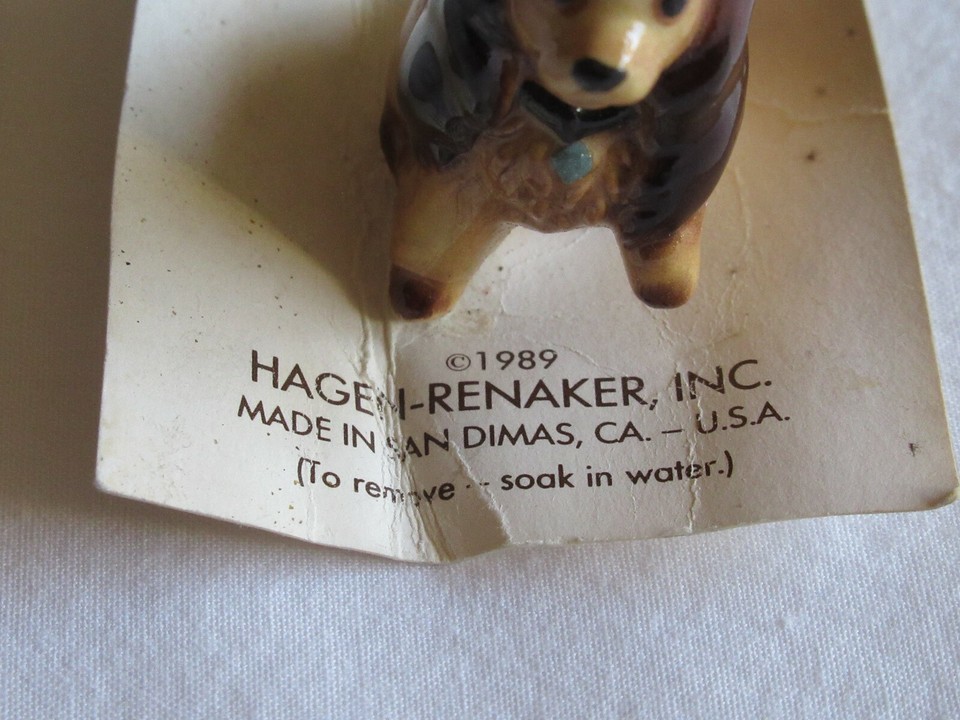 ©1989
HAGEN-RENAKER, INC.
MADE IN SAN DIMAS, CA. – U.S.A.
(To remove -- soak in water.)